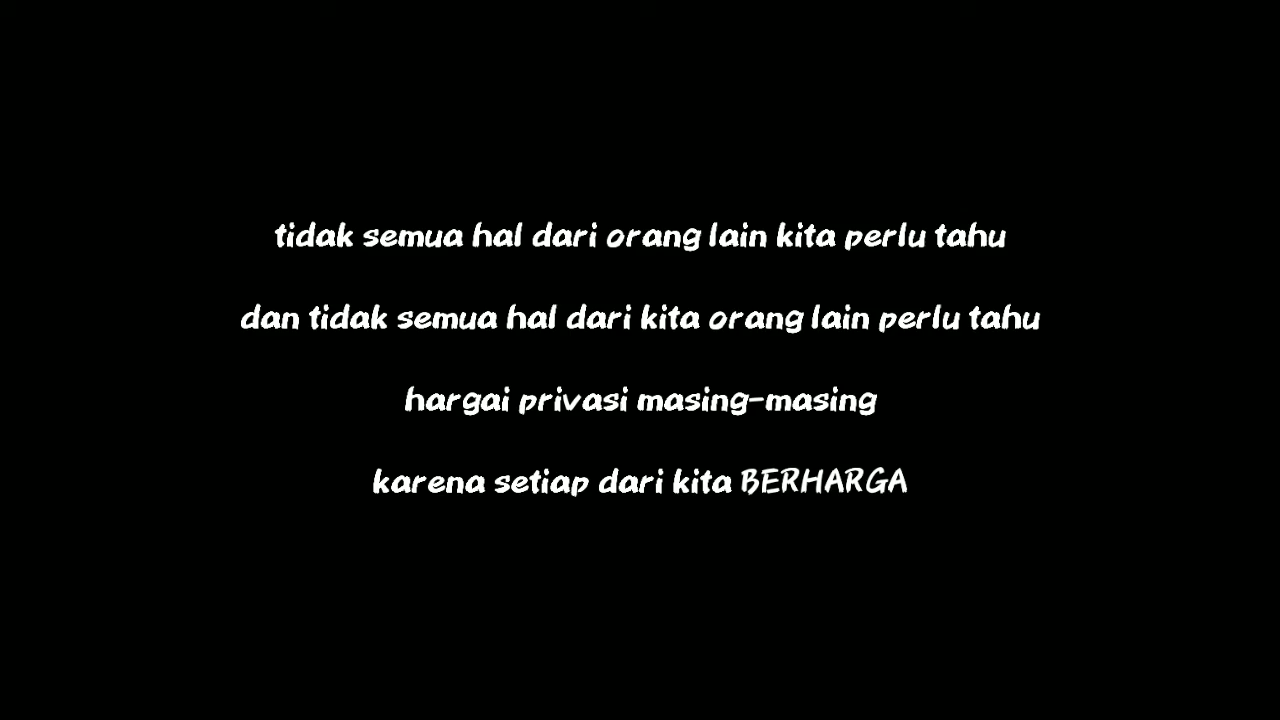 tidak semua hal dari orang lain kita perlu tahu
dan tidak semua hal dari kita orang lain perlu tahu
hargai privasi masing-masing
karena setiap dari kita BERHARGA